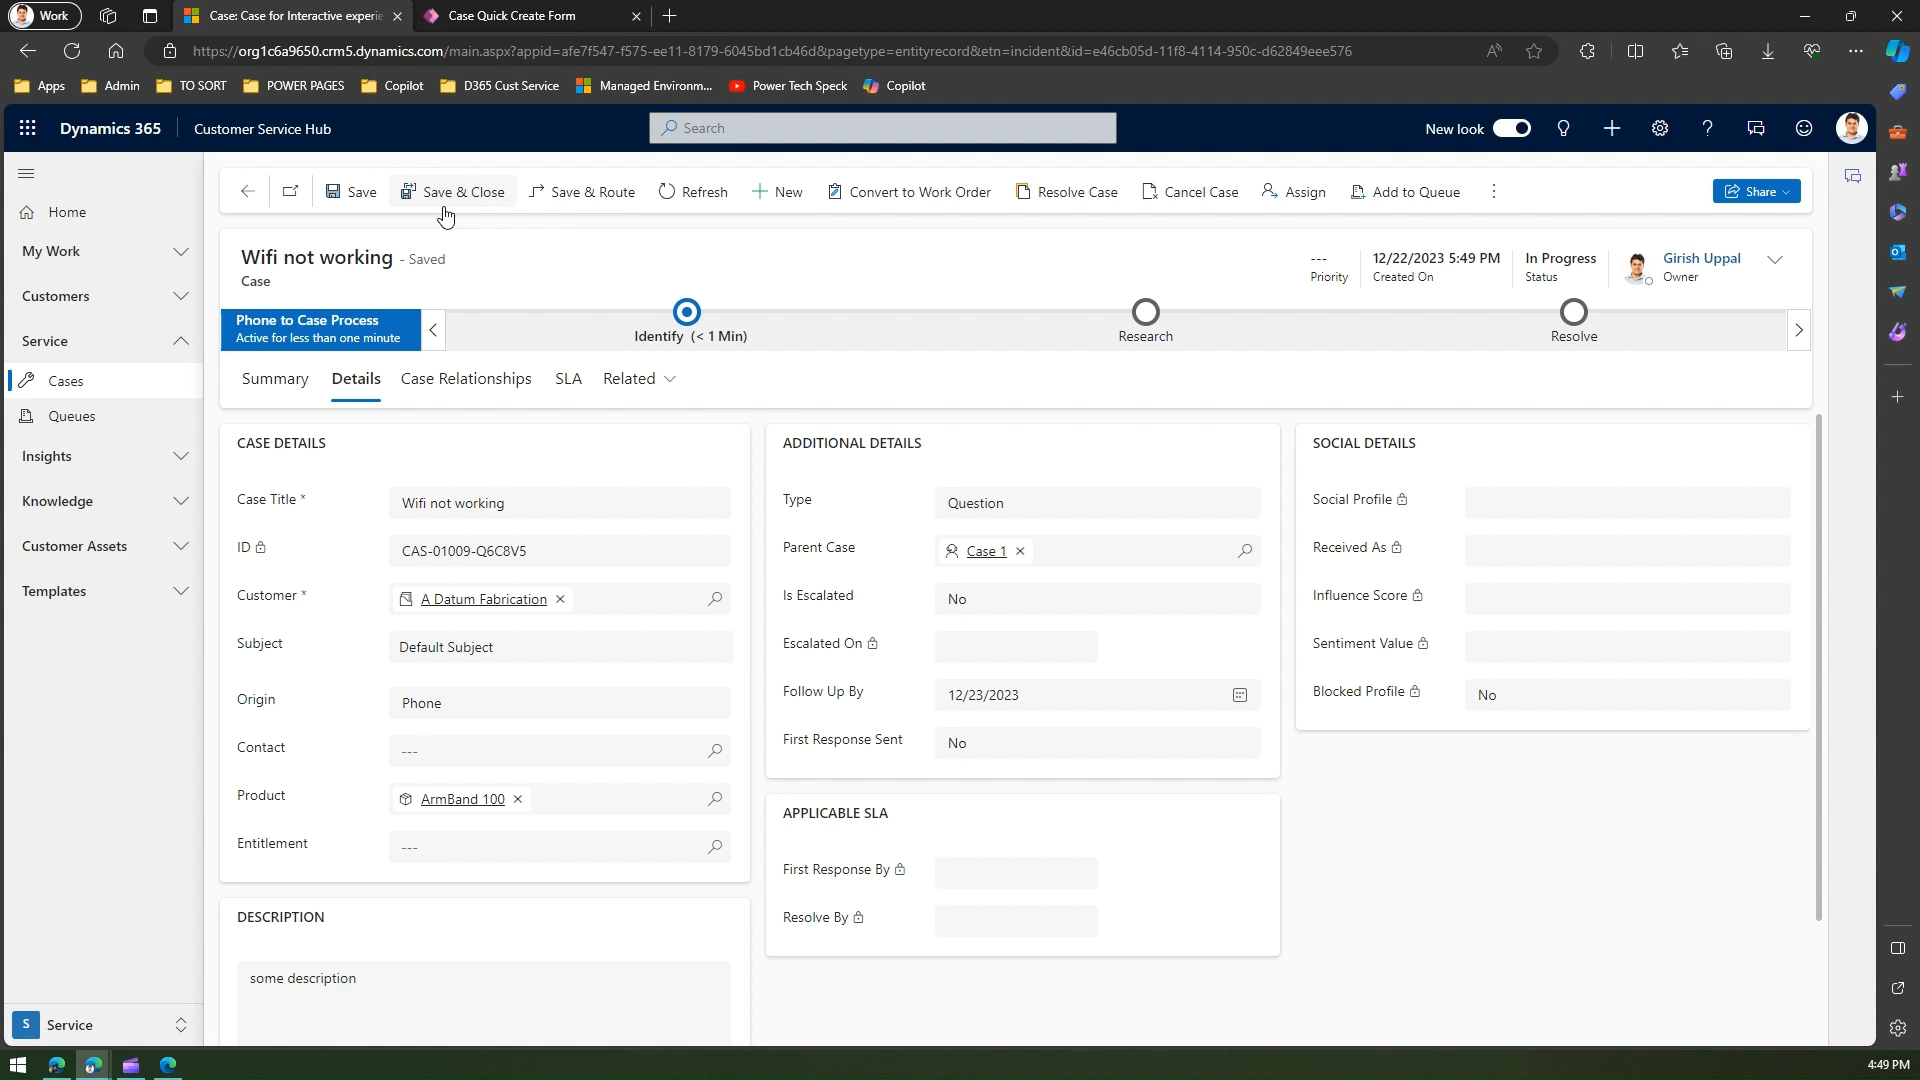 Work
Case: Case for Interactive experie
Case Quick Create Form
https://org1c6a9650.crm5.dynamics.com/main.aspx?appid=afe7f547-f575-ee11-8179-6045bd1cb46d&pagetype=entityrecord&etn=incident&id=e46cb05d-11f8-4114-950c-d62849eee576
Apps
Admin
TO SORT
POWER PAGES
Copilot
D365 Cust Service
Managed Environm...
Power Tech Speck
Copilot
Dynamics 365
Customer Service Hub
Search
New look
Save
Save & Close
Save & Route
Refresh
New
Convert to Work Order
Resolve Case
Cancel Case
Assign
Add to Queue
Share
Home
My Work
Customers
Service
Cases
Queues
Insights
Knowledge
Customer Assets
Templates
S Service
Wifi not working - Saved
Case
---
Priority
12/22/2023 5:49 PM
Created On
In Progress
Status
Girish Uppal
Owner
Phone to Case Process
Active for less than one minute
Identify (< 1 Min)
Research
Resolve
Summary
Details
Case Relationships
SLA
Related
CASE DETAILS
Case Title * Wifi not working
ID CAS-01009-Q6C8V5
Customer * A Datum Fabrication
Subject Default Subject
Origin Phone
Contact ---
Product ArmBand 100
Entitlement ---
DESCRIPTION
some description
ADDITIONAL DETAILS
Type Question
Parent Case Case 1
Is Escalated No
Escalated On
Follow Up By 12/23/2023
First Response Sent No
APPLICABLE SLA
First Response By
Resolve By
SOCIAL DETAILS
Social Profile
Received As
Influence Score
Sentiment Value
Blocked Profile No
4:49 PM